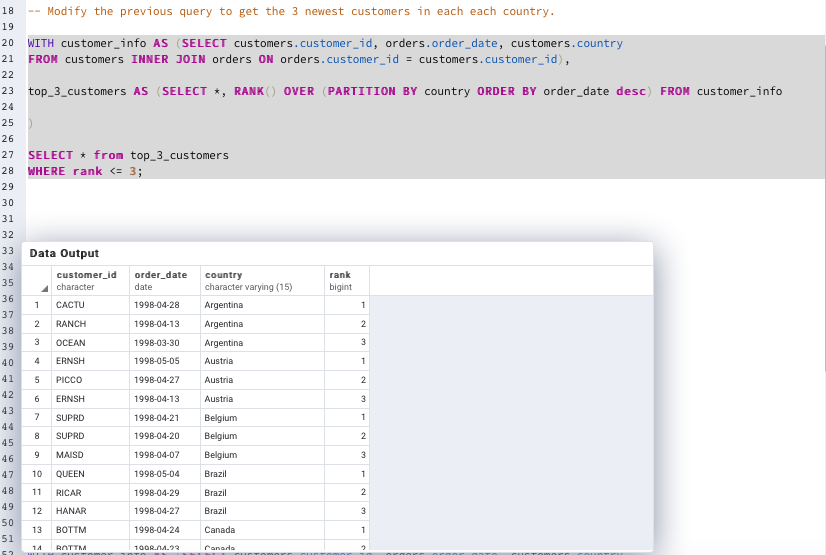 18 -- Modify the previous query to get the 3 newest customers in each each country.
19
20 WITH customer_info AS (SELECT customers.customer_id, orders.order_date, customers.country
21 FROM customers INNER JOIN orders ON orders.customer_id = customers.customer_id),
22
23 top_3_customers AS (SELECT *, RANK() OVER (PARTITION BY country ORDER BY order_date desc) FROM customer_info
24
25 )
26
27 SELECT * from top_3_customers
28 WHERE rank <= 3;
29
30
31
32
33
34
35
36
37
38
39
40
41
42
43
44
45
46
47
48
49
50
51
Data Output
customer_id order_date country rank
character date character varying (15) bigint
1 CACTU 1998-04-28 Argentina 1
2 RANCH 1998-04-13 Argentina 2
3 OCEAN 1998-03-30 Argentina 3
4 ERNSH 1998-05-05 Austria 1
5 PICCO 1998-04-27 Austria 2
6 ERNSH 1998-04-13 Austria 3
7 SUPRD 1998-04-21 Belgium 1
8 SUPRD 1998-04-20 Belgium 2
9 MAISD 1998-04-07 Belgium 3
10 QUEEN 1998-05-04 Brazil 1
11 RICAR 1998-04-29 Brazil 2
12 HANAR 1998-04-27 Brazil 3
13 BOTTM 1998-04-24 Canada 1
14 BOTTM 1998-04-23 Canada 2